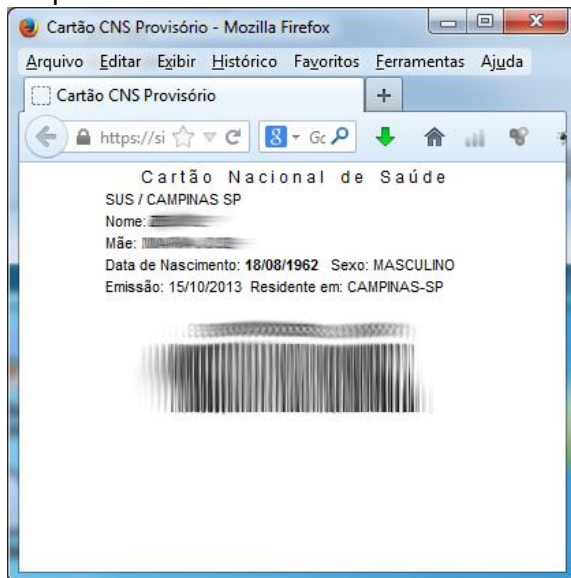 Cartão CNS Provisório - Mozilla Firefox
Arquivo Editar Exibir Histórico Favoritos Ferramentas Ajuda
Cartão CNS Provisório +
https://si 8 Gc
Cartão Nacional de Saúde
SUS / CAMPINAS SP
Nome:
Mãe:
Data de Nascimento: 18/08/1962 Sexo: MASCULINO
Emissão: 15/10/2013 Residente em: CAMPINAS-SP